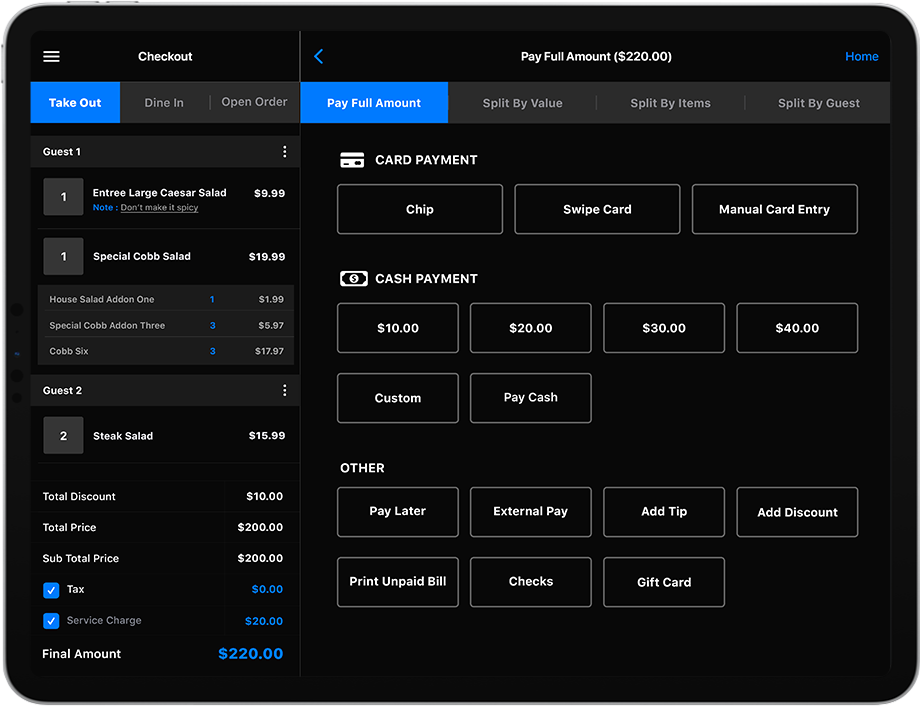 Checkout
Take Out Dine In Open Order
Guest 1
1 Entree Large Caesar Salad $9.99
Note : Don't make it spicy
1 Special Cobb Salad $19.99
House Salad Addon One 1 $1.99
Special Cobb Addon Three 3 $5.97
Cobb Six 3 $17.97
Guest 2
2 Steak Salad $15.99
Total Discount $10.00
Total Price $200.00
Sub Total Price $200.00
Tax $0.00
Service Charge $20.00
Final Amount $220.00
Pay Full Amount ($220.00) Home
Pay Full Amount Split By Value Split By Items Split By Guest
CARD PAYMENT
Chip Swipe Card Manual Card Entry
CASH PAYMENT
$10.00 $20.00 $30.00 $40.00
Custom Pay Cash
OTHER
Pay Later External Pay Add Tip Add Discount
Print Unpaid Bill Checks Gift Card